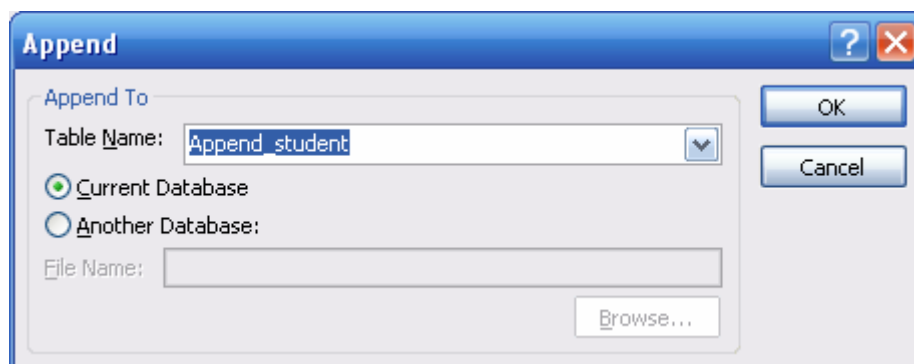 Append
Append To
OK
Table Name: Append_student
Cancel
Current Database
Another Database:
File Name:
Browse...